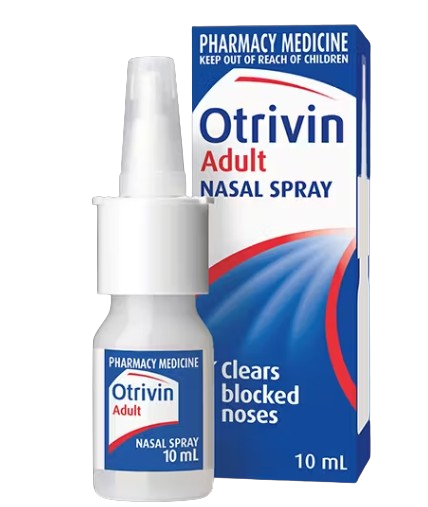 PHARMACY MEDICINE
KEEP OUT OF REACH OF CHILDREN
Otrivin
Adult
NASAL SPRAY
Clears
blocked
noses
10 mL
PHARMACY MEDICINE
Otrivin
Adult
NASAL SPRAY
10 mL